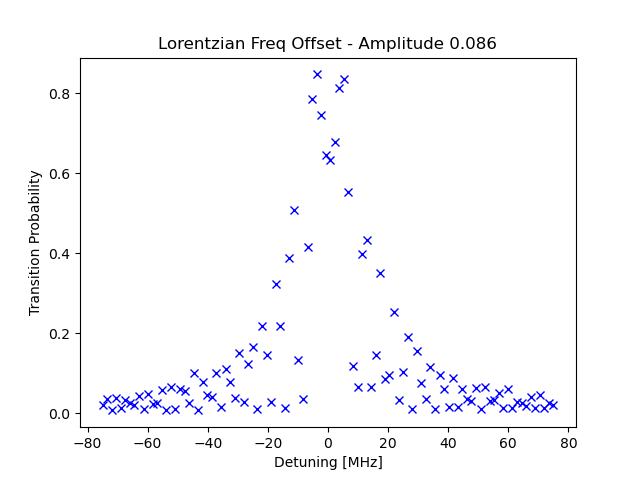 Lorentzian Freq Offset - Amplitude 0.086
Transition Probability
0.8
0.6
0.4
0.2
0.0
−80 −60 −40 −20 0 20 40 60 80
Detuning [MHz]